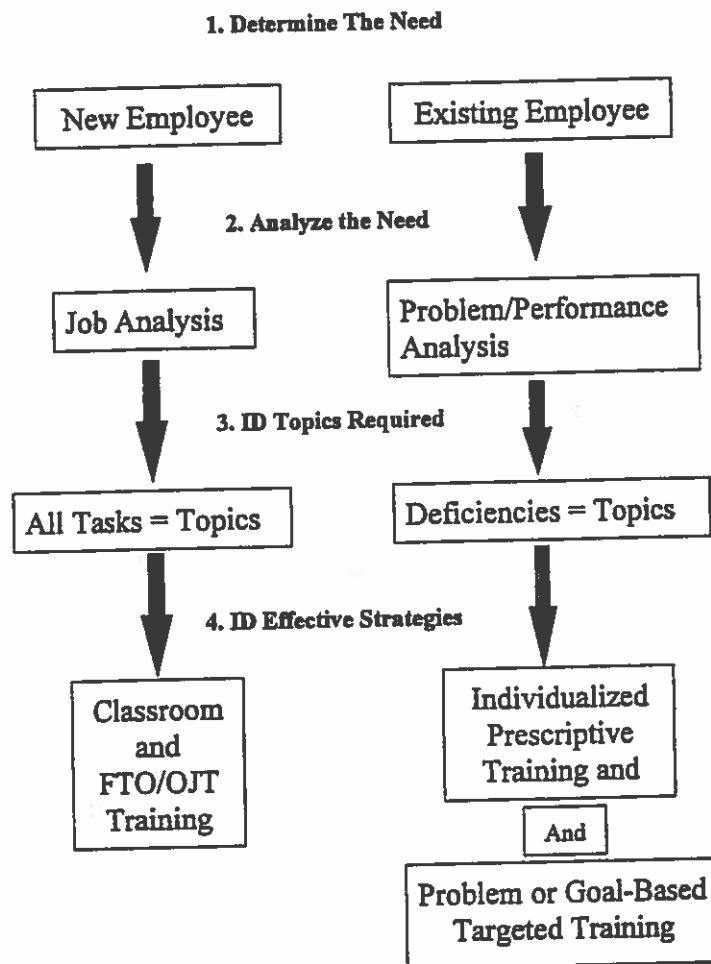 1. Determine The Need
New Employee
Existing Employee
2. Analyze the Need
Job Analysis
Problem/Performance
Analysis
3. ID Topics Required
All Tasks = Topics
Deficiencies = Topics
4. ID Effective Strategies
Classroom
and
FTO/OJT
Training
Individualized
Prescriptive
Training and
And
Problem or Goal-Based
Targeted Training